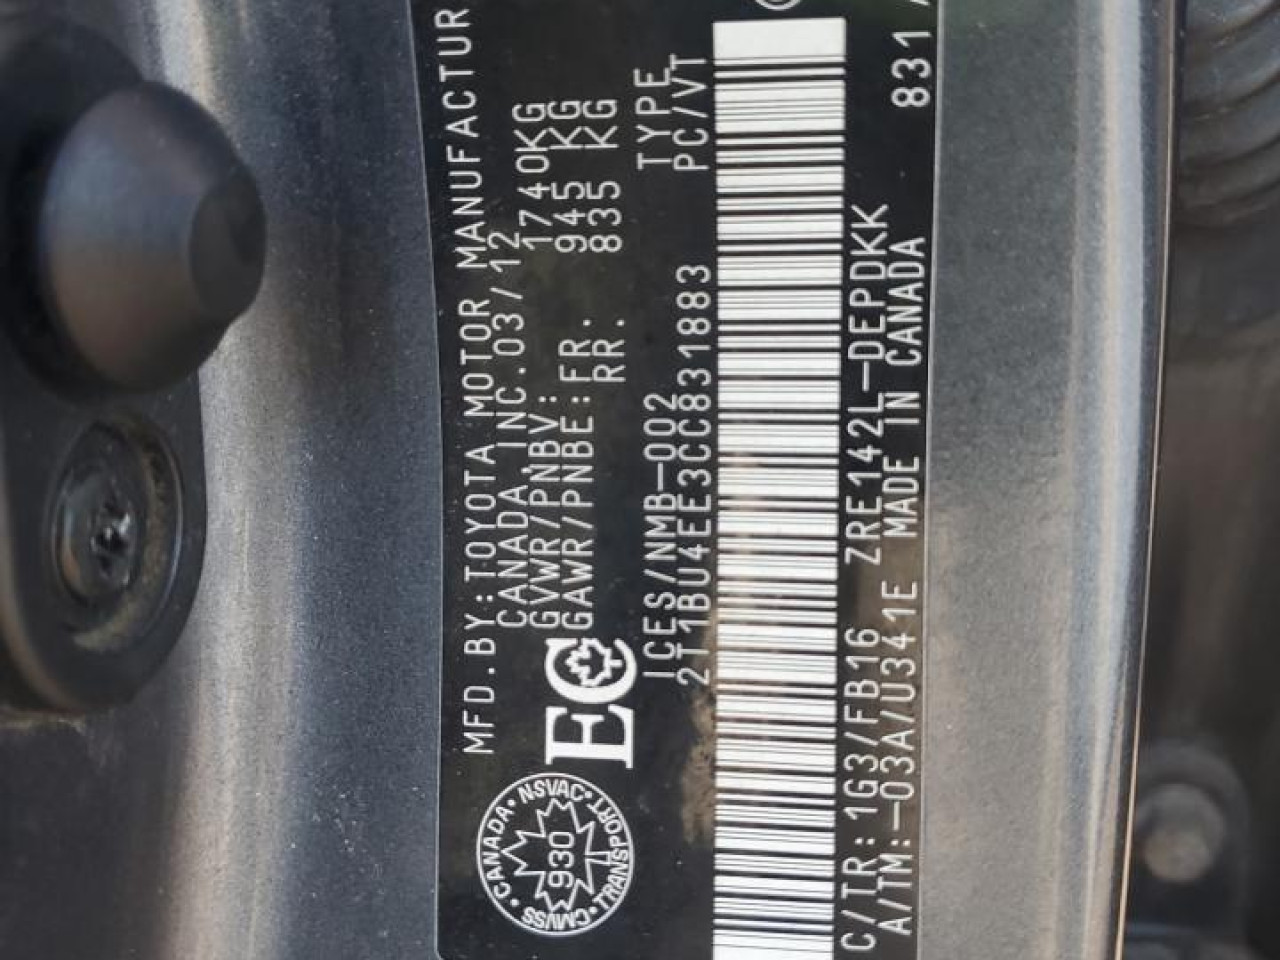 MFD.BY:TOYOTA MOTOR MANUFACTUR
CANADA,INC.03/12
GVWR/PNBV: 1740KG
GAWR/PNBE:FR. 945 KG
RR. 835 KG
EC
ICES/NMB-002 TYPE
2T1BU4EE3CC831883 PC/VT
CANADA • NSVAC • TRANSPORT • CMVSS •
930
C/TR: 1G3/FB16 ZRE142L-DEPDKK
A/TM:-03A/U341E MADE IN CANADA 831